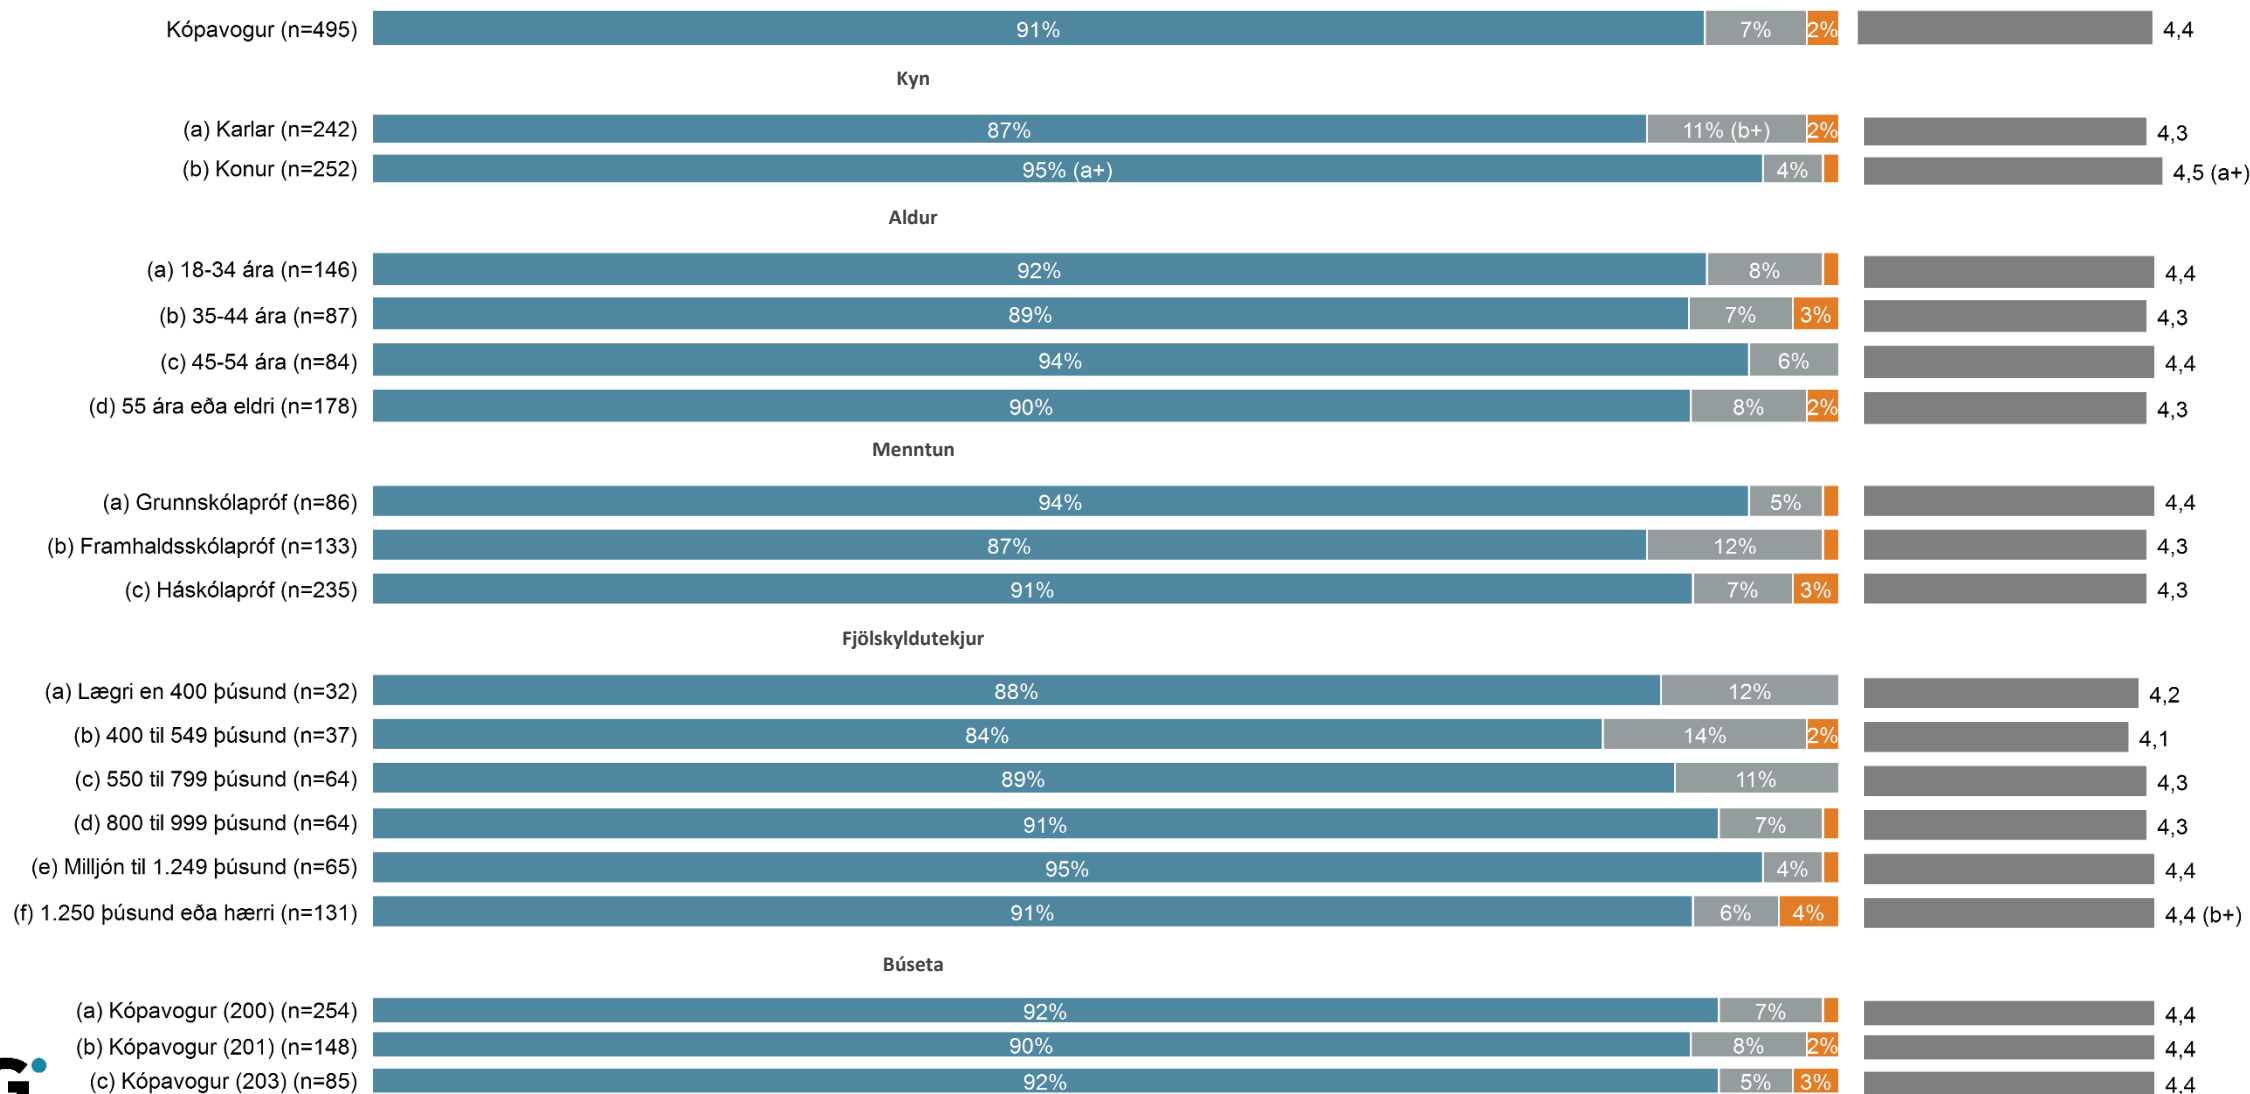 Kópavogur (n=495) 91% 7% 2% 4,4
Kyn
(a) Karlar (n=242) 87% 11% (b+) 2% 4,3
(b) Konur (n=252) 95% (a+) 4% 4,5 (a+)
Aldur
(a) 18-34 ára (n=146) 92% 8% 4,4
(b) 35-44 ára (n=87) 89% 7% 3% 4,3
(c) 45-54 ára (n=84) 94% 6% 4,4
(d) 55 ára eða eldri (n=178) 90% 8% 2% 4,3
Menntun
(a) Grunnskólapróf (n=86) 94% 5% 4,4
(b) Framhaldsskólapróf (n=133) 87% 12% 4,3
(c) Háskólapróf (n=235) 91% 7% 3% 4,3
Fjölskyldutekjur
(a) Lægri en 400 þúsund (n=32) 88% 12% 4,2
(b) 400 til 549 þúsund (n=37) 84% 14% 2% 4,1
(c) 550 til 799 þúsund (n=64) 89% 11% 4,3
(d) 800 til 999 þúsund (n=64) 91% 7% 4,3
(e) Milljón til 1.249 þúsund (n=65) 95% 4% 4,4
(f) 1.250 þúsund eða hærri (n=131) 91% 6% 4% 4,4 (b+)
Búseta
(a) Kópavogur (200) (n=254) 92% 7% 4,4
(b) Kópavogur (201) (n=148) 90% 8% 2% 4,4
(c) Kópavogur (203) (n=85) 92% 5% 3% 4,4